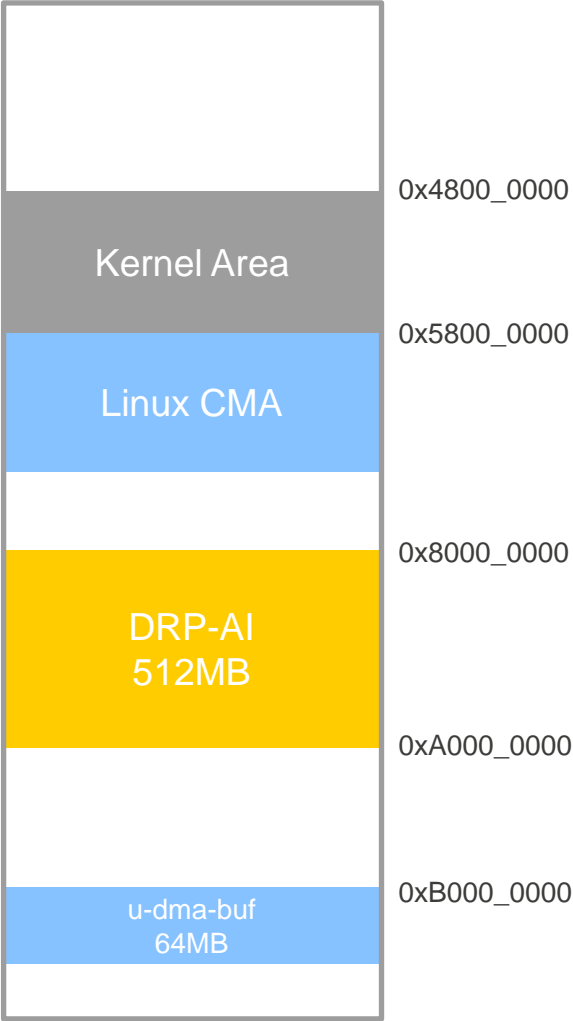 0x4800_0000
Kernel Area
0x5800_0000
Linux CMA
0x8000_0000
DRP-AI
512MB
0xA000_0000
0xB000_0000
u-dma-buf
64MB